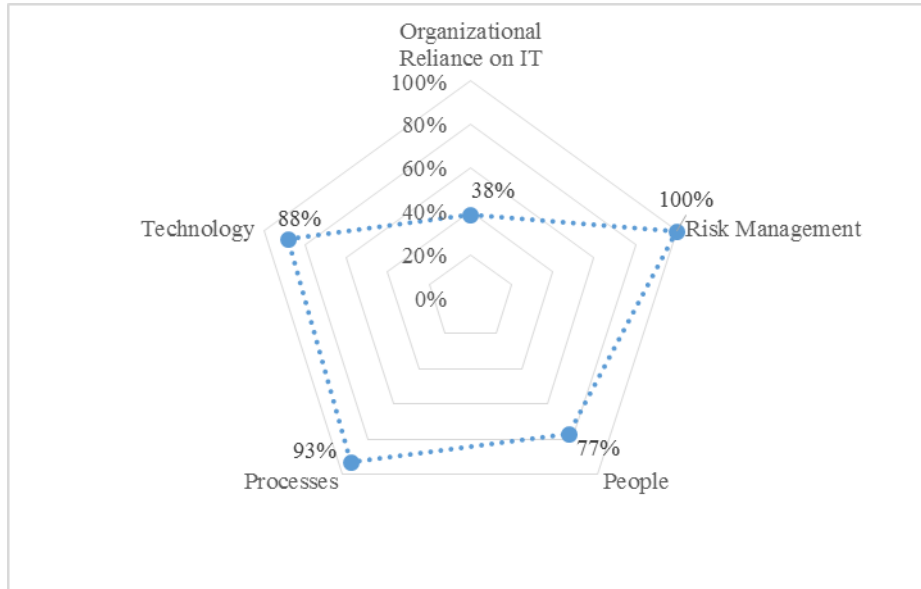 Organizational
Reliance on IT
100%
80%
60%
40%
20%
0%
38%
100%
Risk Management
77%
People
93%
Processes
88%
Technology